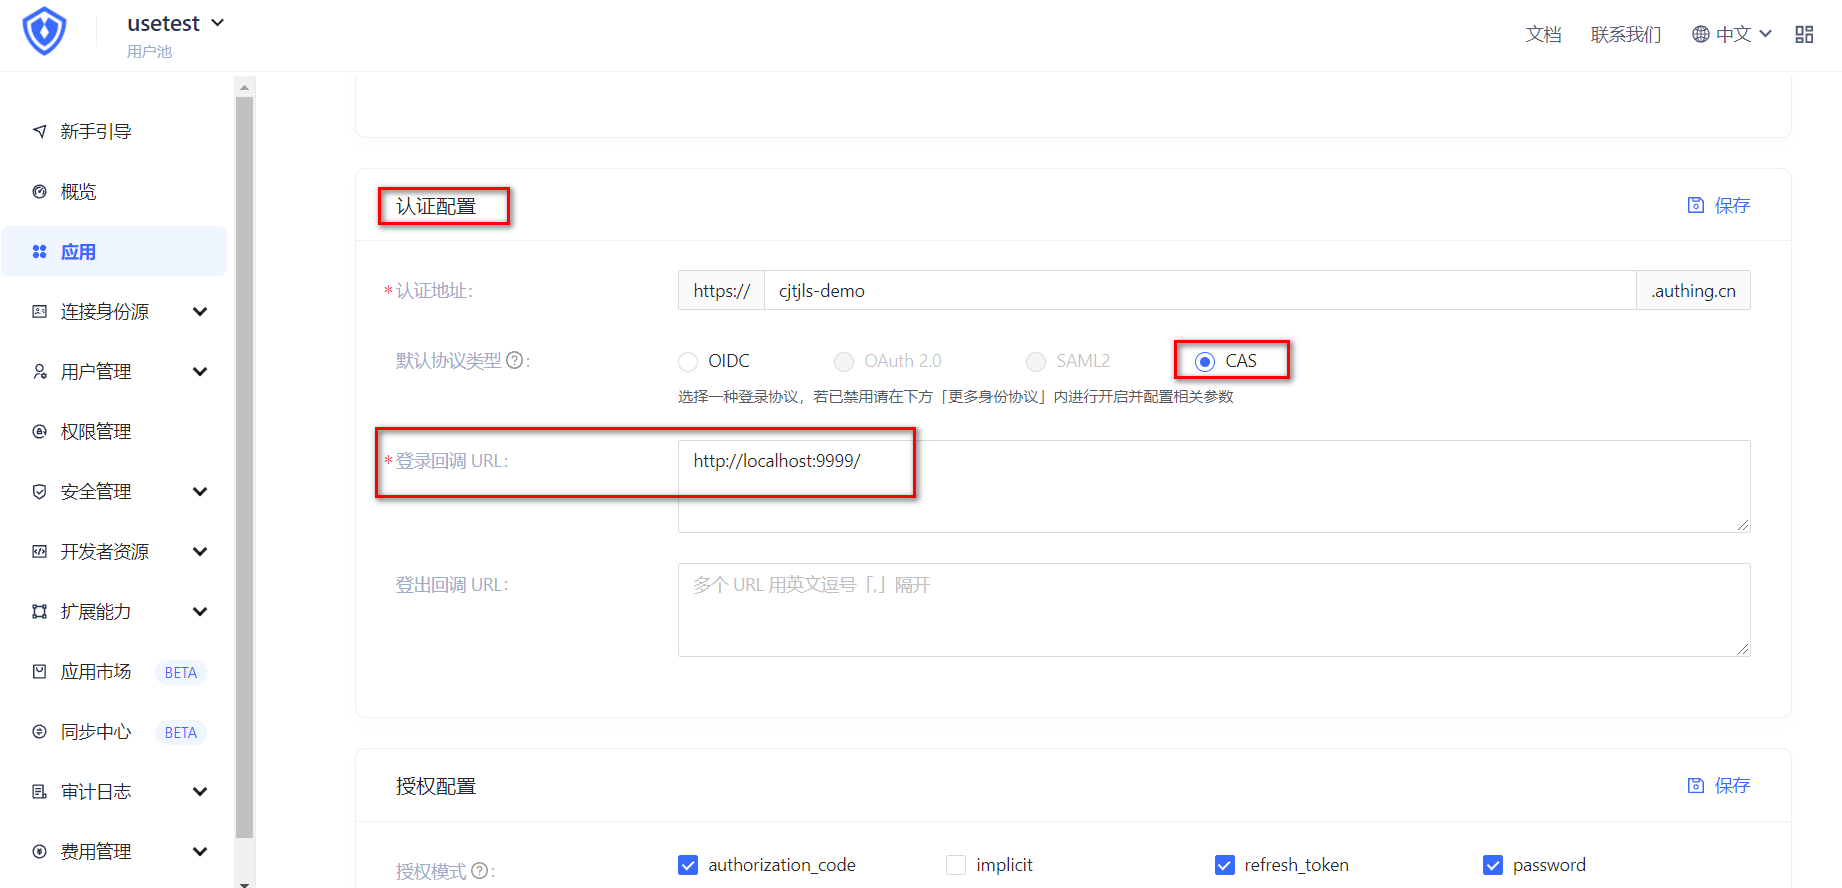 usetest
用户池
文档 联系我们 中文
新手引导
概览
应用
连接身份源
用户管理
权限管理
安全管理
开发者资源
扩展能力
应用市场 BETA
同步中心 BETA
审计日志
费用管理
认证配置 保存
*认证地址: https:// cjtjls-demo .authing.cn
默认协议类型?: OIDC OAuth 2.0 SAML2 CAS
选择一种登录协议，若已禁用请在下方「更多身份协议」内进行开启并配置相关参数
*登录回调 URL: http://localhost:9999/
登出回调 URL: 多个 URL 用英文逗号「,」隔开
授权配置 保存
授权模式?: authorization_code implicit refresh_token password